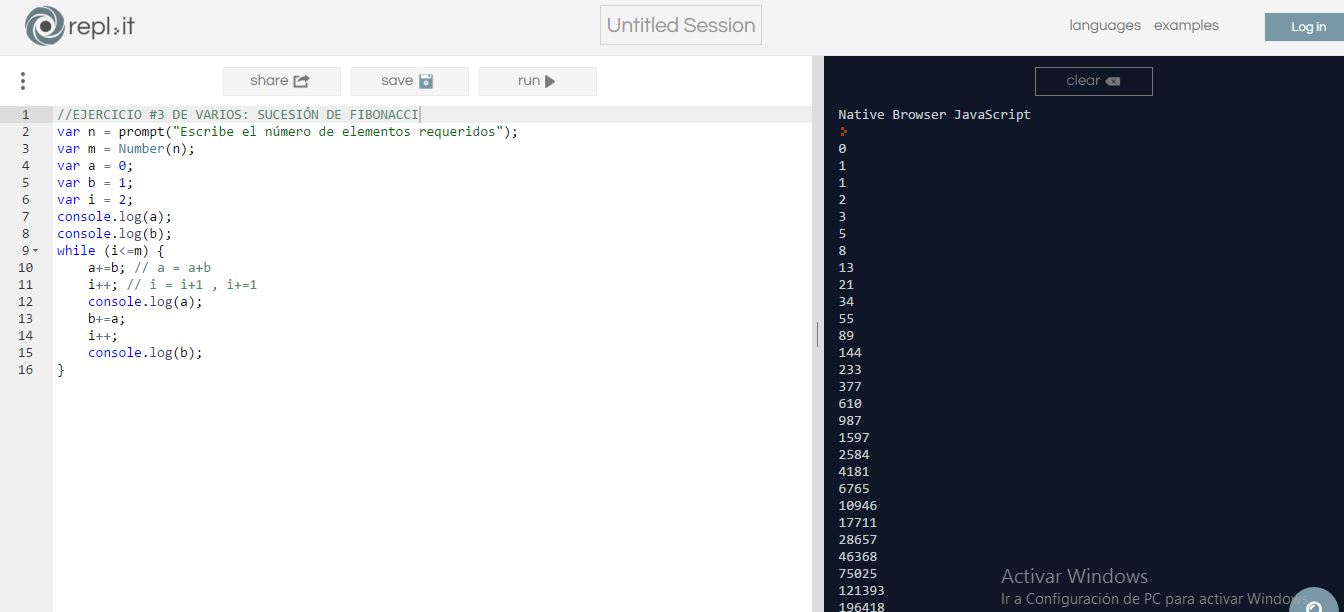 repl.it
Untitled Session
languages examples
Log in
share save run
clear
1 //EJERCICIO #3 DE VARIOS: SUCESIÓN DE FIBONACCI
2 var n = prompt("Escribe el número de elementos requeridos");
3 var m = Number(n);
4 var a = 0;
5 var b = 1;
6 var i = 2;
7 console.log(a);
8 console.log(b);
9 while (i<=m) {
10 a+=b; // a = a+b
11 i++; // i = i+1 , i+=1
12 console.log(a);
13 b+=a;
14 i++;
15 console.log(b);
16 }
Native Browser JavaScript
0
1
1
2
3
5
8
13
21
34
55
89
144
233
377
610
987
1597
2584
4181
6765
10946
17711
28657
46368
75025
121393
196418
Activar Windows
Ir a Configuración de PC para activar Windows.